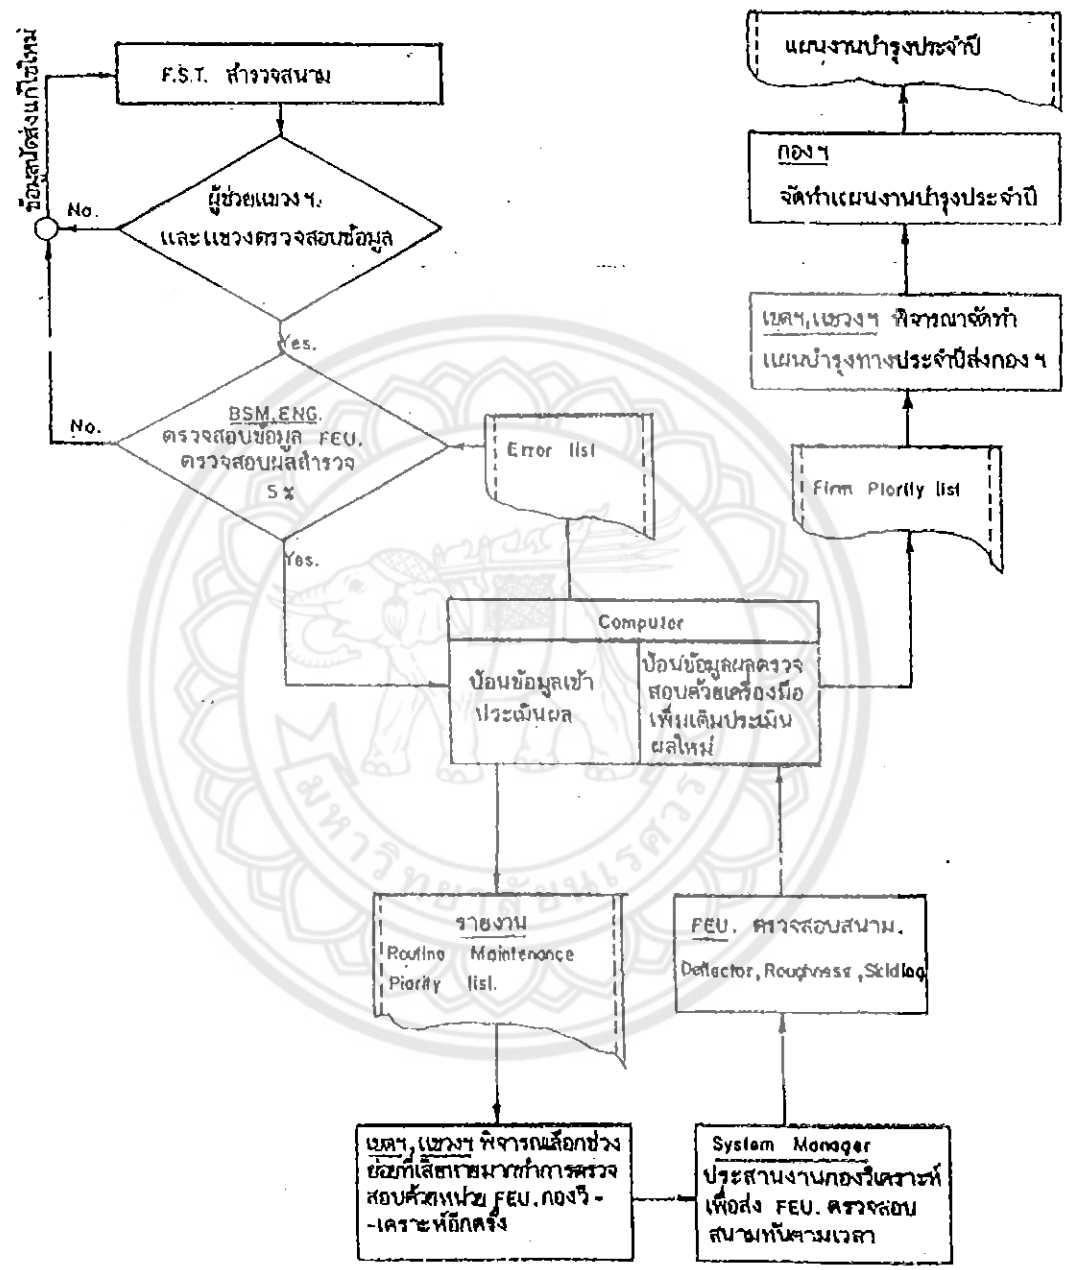 ข้อมูลผิดส่งแก้ไขใหม่
F.S.T. สำรวจสนาม
ผู้ช่วยแขวงฯ.
และแขวงตรวจสอบข้อมูล
No.
Yes.
BSM.ENG.
ตรวจสอบข้อมูล FEU.
ตรวจสอบผลสำรวจ
5 %
No.
Yes.
Error list
Computer
ป้อนข้อมูลเข้า
ประเมินผล
ป้อนข้อมูลผลตรวจ
สอบด้วยเครื่องมือ
เพิ่มเติมประเมิน
ผลใหม่
รายงาน
Routine Maintenance
Piority list.
เขตฯ,แขวงฯ พิจารณเลือกช่วง
ย่อยที่เสียหายมากทำการตรวจ
สอบด้วยหน่วย FEU.กองวิ -
-เคราะห์อีกครั้ง
System Manager
ประสานงานกองวิเคราะห์
เพื่อส่ง FEU. ตรวจสอบ
สนามทันตามเวลา
FEU. ตรวจสอบสนาม.
Deflector,Roughness,Skidding
Firm Piority list
เขตฯ,แขวงฯ พิจารณาจัดทำ
แผนบำรุงทางประจำปีส่งกองฯ
กองฯ
จัดทำแผนงานบำรุงประจำปี
แผนงานบำรุงประจำปี
มหาวิทยาลัยนเรศวร